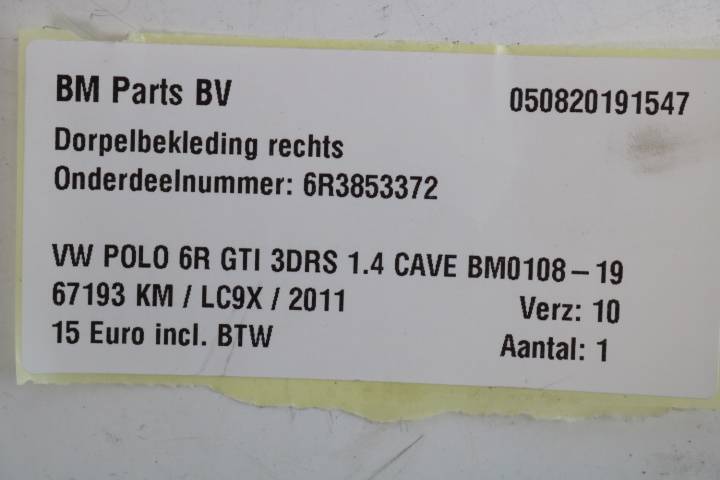 BM Parts BV 050820191547
Dorpelbekleding rechts
Onderdeelnummer: 6R3853372
VW POLO 6R GTI 3DRS 1.4 CAVE BM0108-19
67193 KM / LC9X / 2011 Verz: 10
15 Euro incl. BTW Aantal: 1